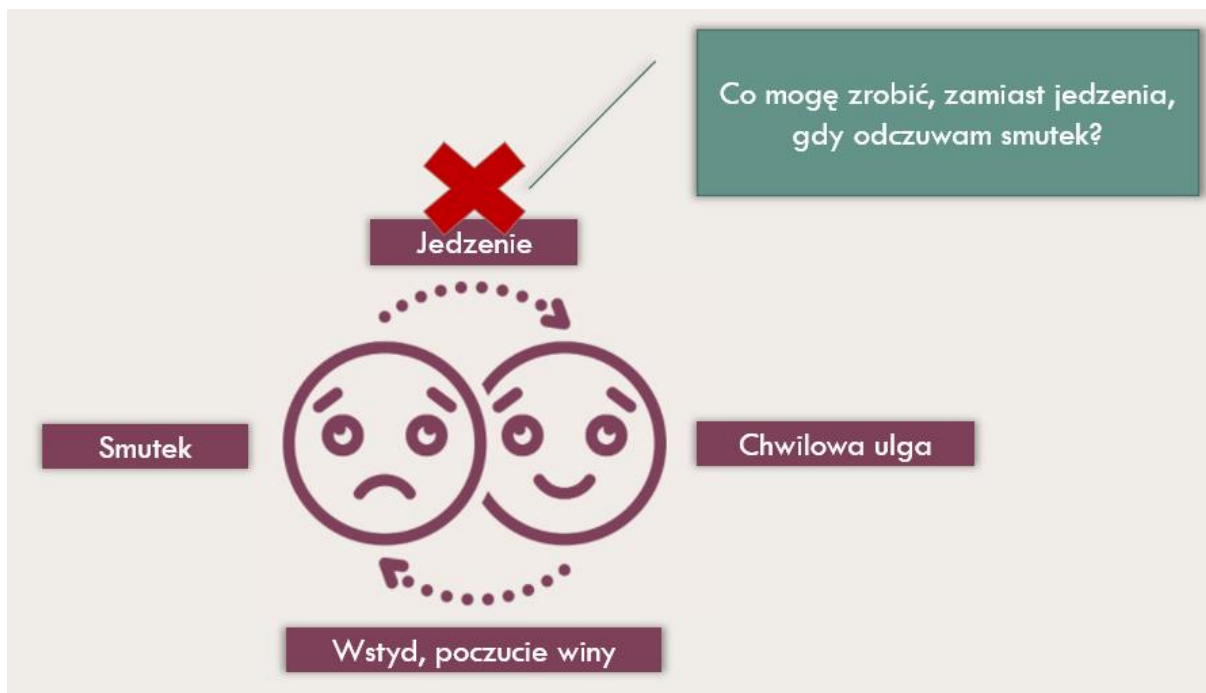 Co mogę zrobić, zamiast jedzenia,
gdy odczuwam smutek?
Jedzenie
Smutek
Chwilowa ulga
Wstyd, poczucie winy